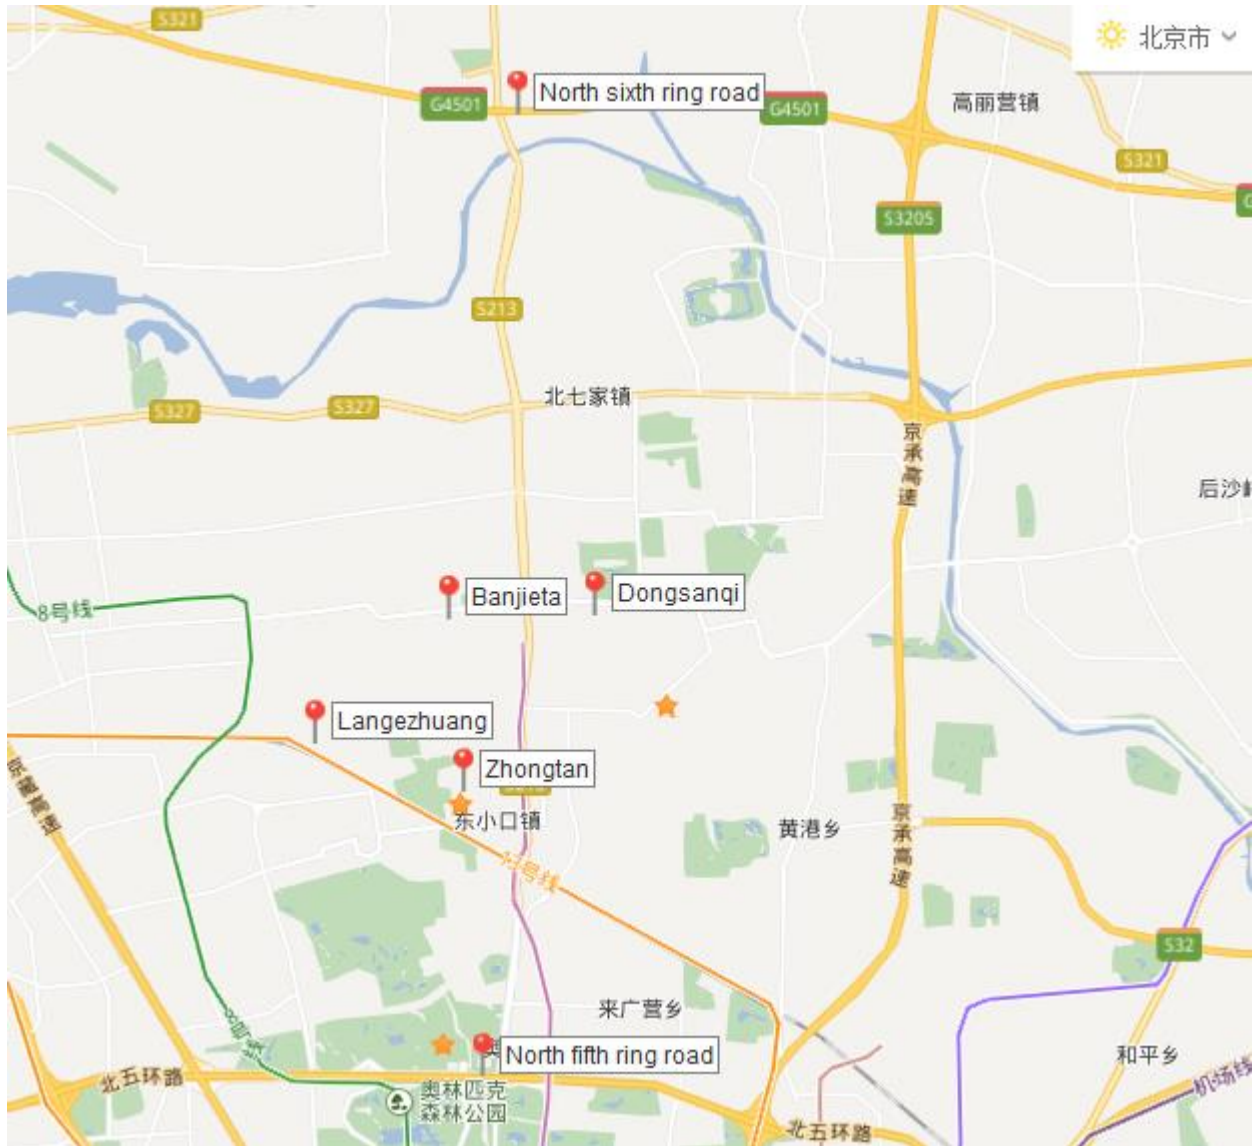 S321
北京市
North sixth ring road
G4501
G4501
高丽营镇
S321
S3205
S213
北七家镇
S327
S327
京承高速
Banjieta
Dongsanqi
8号线
Langezhuang
Zhongtan
京藏高速
东小口镇
黄港乡
京承高速
13号线
S32
来广营乡
8号线
North fifth ring road
和平乡
北五环路
奥林匹克
森林公园
机场线
北五环路